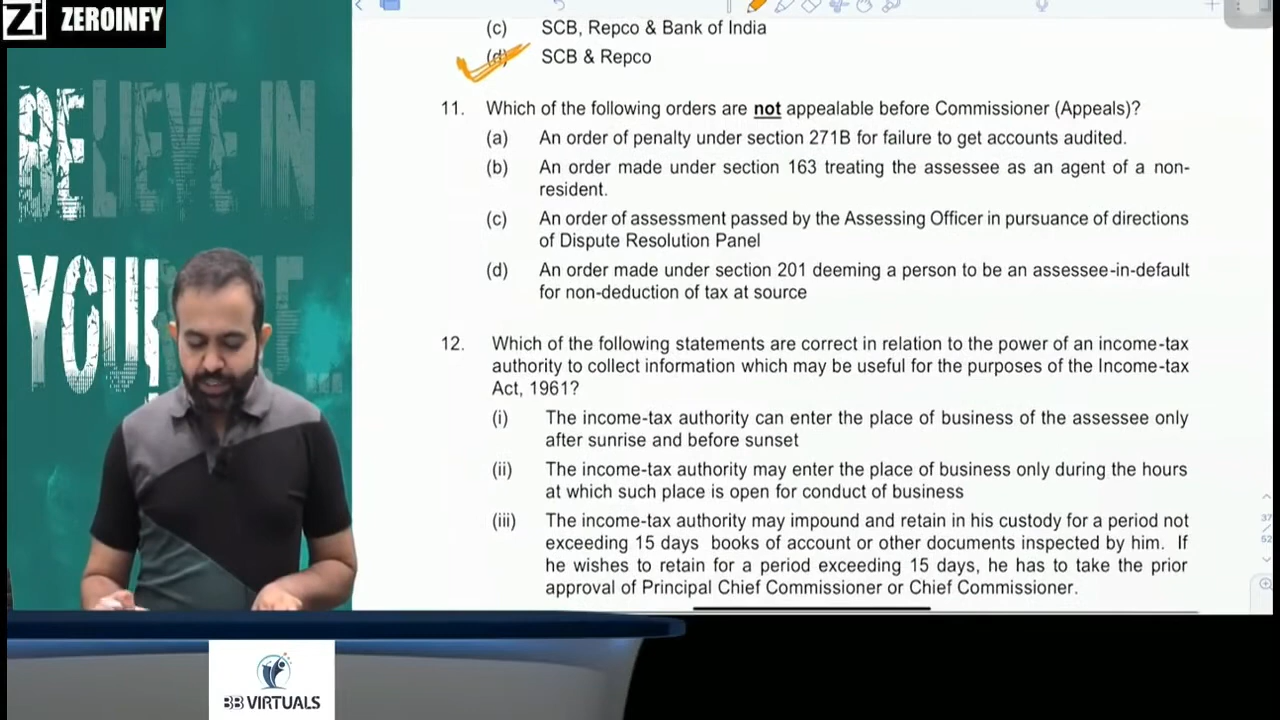 Zi ZEROINFY
(c) SCB, Repco & Bank of India
(d) SCB & Repco
11. Which of the following orders are not appealable before Commissioner (Appeals)?
(a) An order of penalty under section 271B for failure to get accounts audited.
(b) An order made under section 163 treating the assessee as an agent of a non-
resident.
(c) An order of assessment passed by the Assessing Officer in pursuance of directions
of Dispute Resolution Panel
(d) An order made under section 201 deeming a person to be an assessee-in-default
for non-deduction of tax at source
12. Which of the following statements are correct in relation to the power of an income-tax
authority to collect information which may be useful for the purposes of the Income-tax
Act, 1961?
(i) The income-tax authority can enter the place of business of the assessee only
after sunrise and before sunset
(ii) The income-tax authority may enter the place of business only during the hours
at which such place is open for conduct of business
(iii) The income-tax authority may impound and retain in his custody for a period not
exceeding 15 days books of account or other documents inspected by him. If
he wishes to retain for a period exceeding 15 days, he has to take the prior
approval of Principal Chief Commissioner or Chief Commissioner.
37
52
BELIEVE IN
BB VIRTUALS